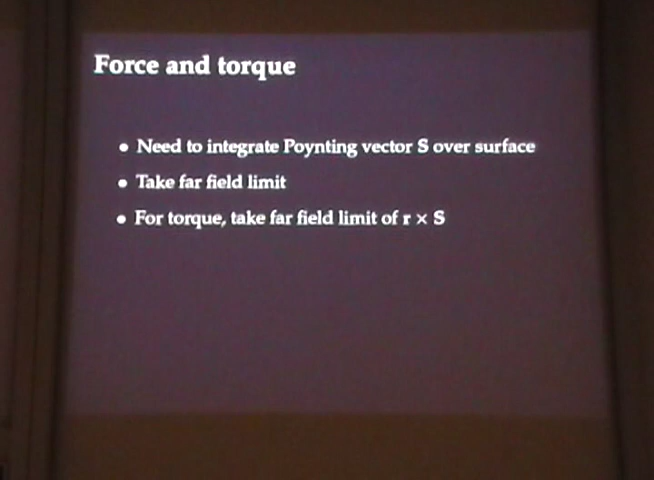 Force and torque
• Need to integrate Poynting vector S over surface
• Take far field limit
• For torque, take far field limit of r × S